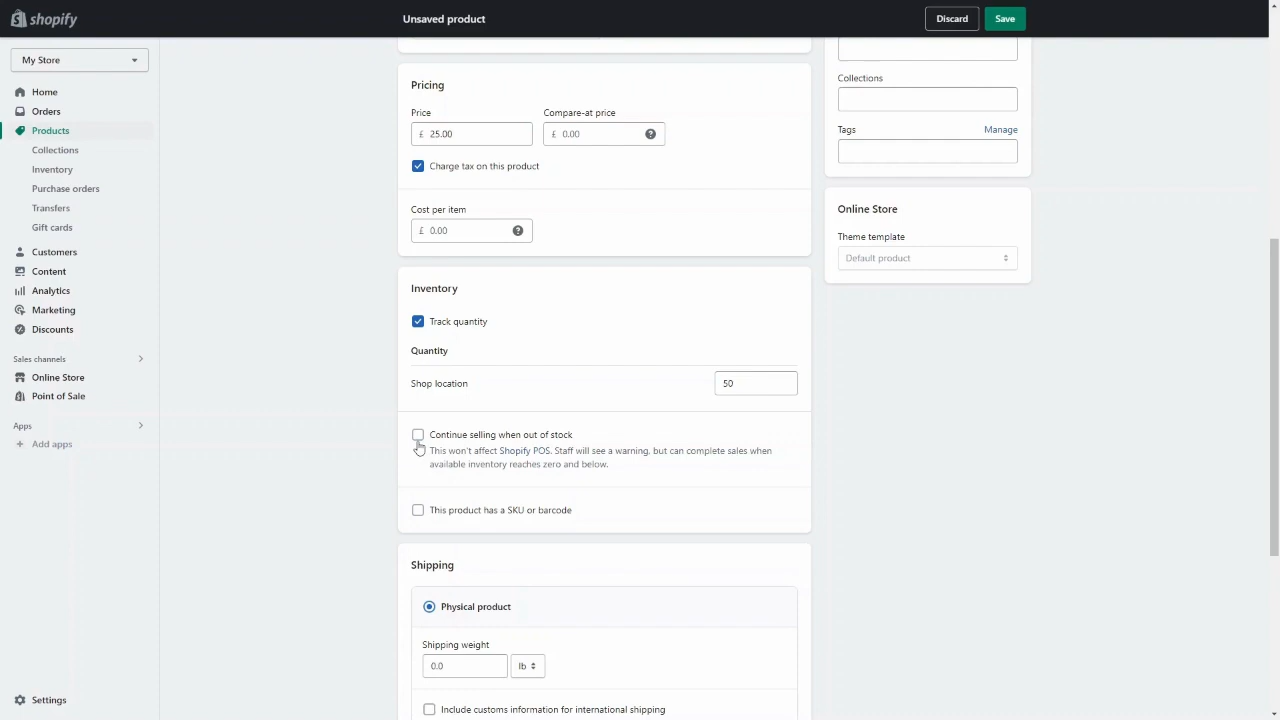 shopify
Unsaved product
Discard
Save
My Store
Home
Orders
Products
Collections
Inventory
Purchase orders
Transfers
Gift cards
Customers
Content
Analytics
Marketing
Discounts
Sales channels
Online Store
Point of Sale
Apps
Add apps
Settings
Pricing
Price
Compare-at price
£ 25.00
£ 0.00
Charge tax on this product
Cost per item
£ 0.00
Inventory
Track quantity
Quantity
Shop location
50
Continue selling when out of stock
This won't affect Shopify POS. Staff will see a warning, but can complete sales when
available inventory reaches zero and below.
This product has a SKU or barcode
Shipping
Physical product
Shipping weight
0.0
lb
Include customs information for international shipping
Collections
Tags
Manage
Online Store
Theme template
Default product